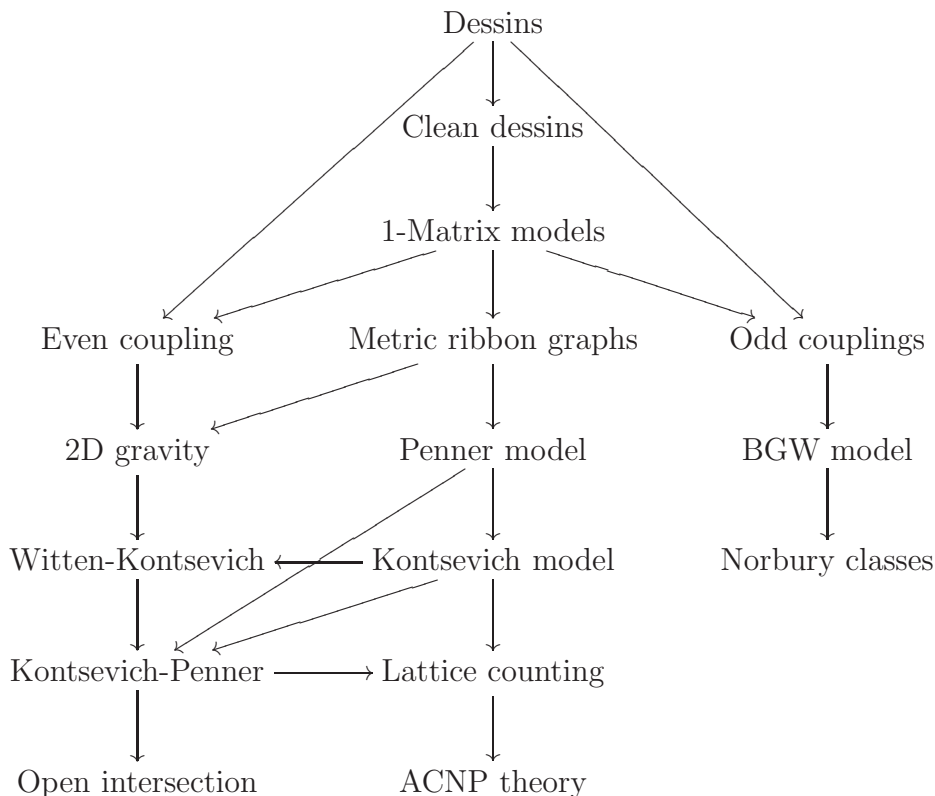 Dessins
Clean dessins
1-Matrix models
Even coupling Metric ribbon graphs Odd couplings
2D gravity Penner model BGW model
Witten-Kontsevich Kontsevich model Norbury classes
Kontsevich-Penner Lattice counting
Open intersection ACNP theory